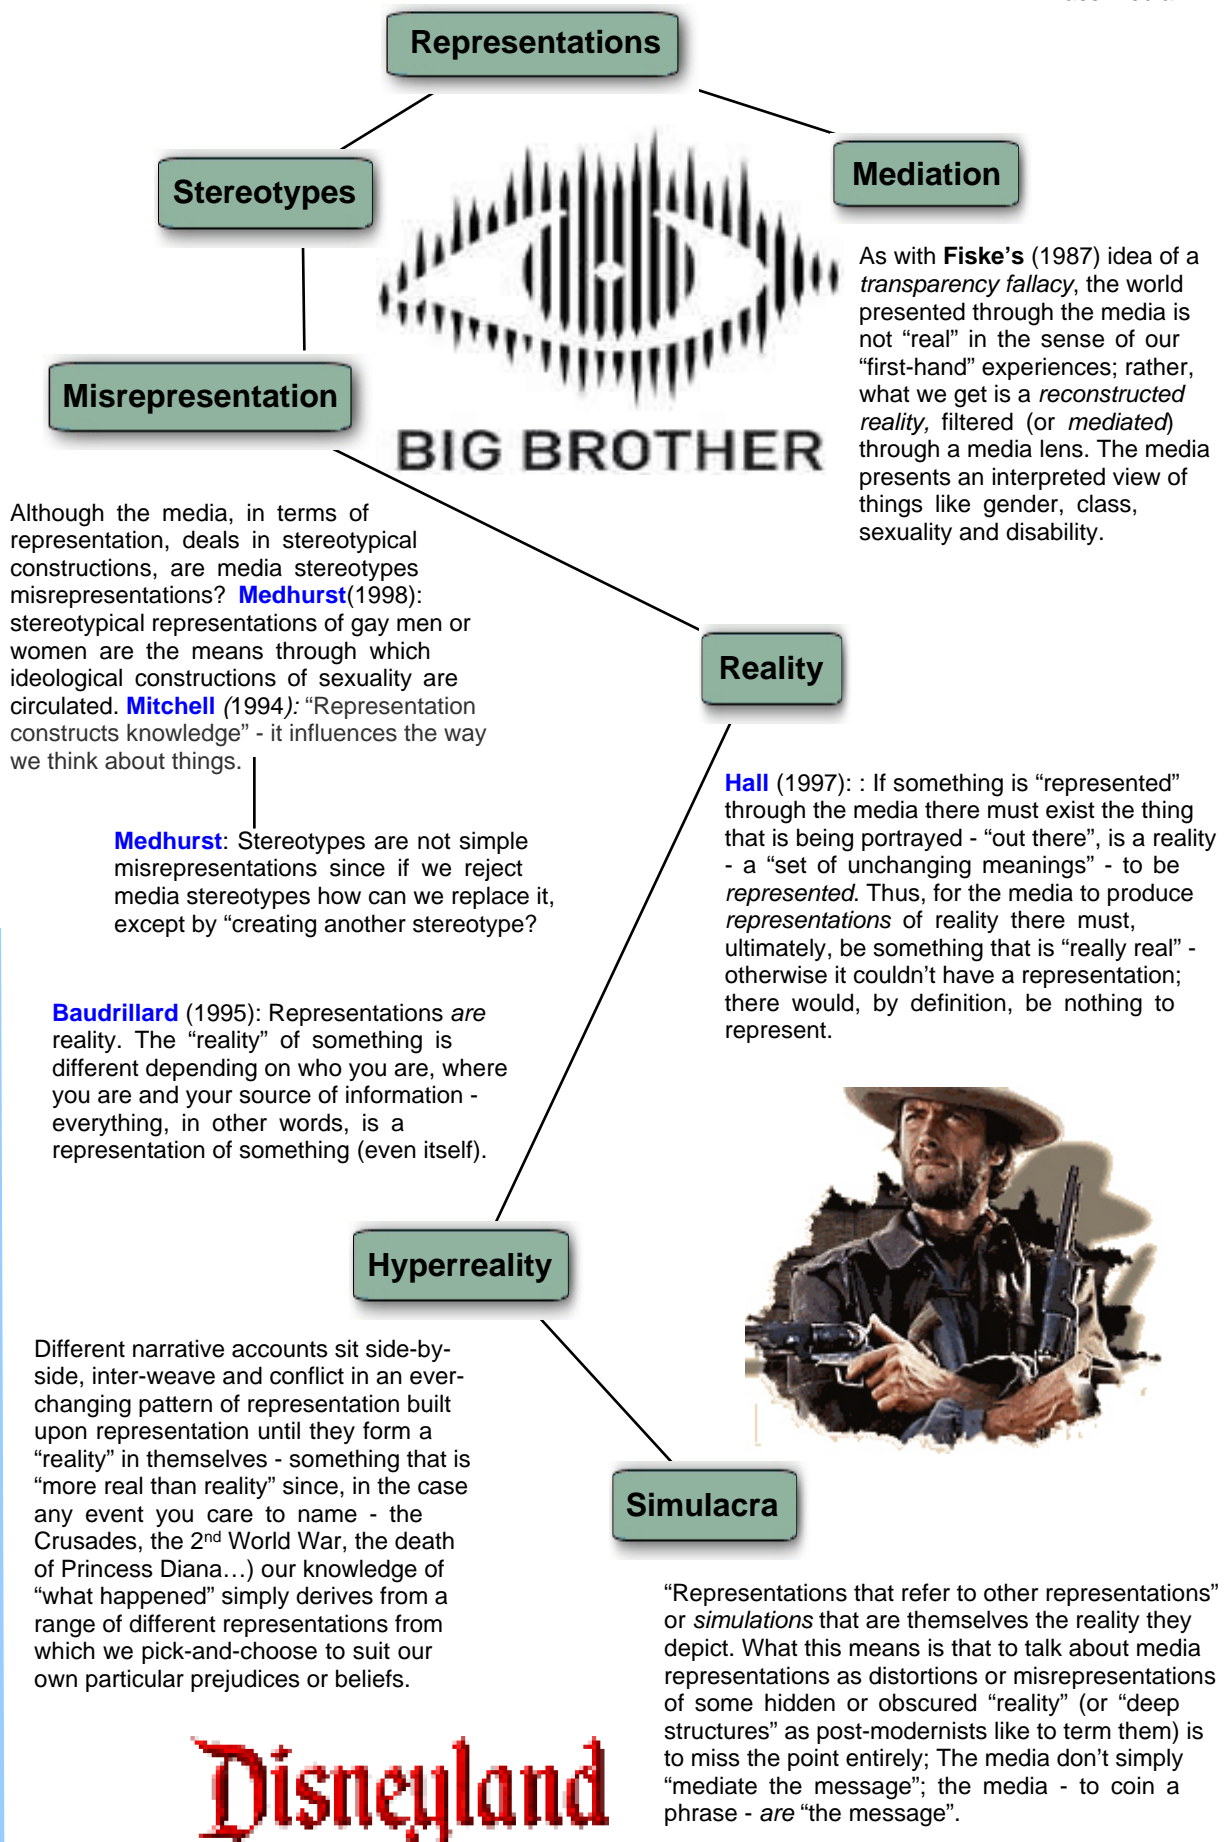 Representations
Stereotypes
Mediation
BIG BROTHER
As with Fiske’s (1987) idea of a
transparency fallacy, the world
presented through the media is
not “real” in the sense of our
“first-hand” experiences; rather,
what we get is a reconstructed
reality, filtered (or mediated)
through a media lens. The media
presents an interpreted view of
things like gender, class,
sexuality and disability.
Misrepresentation
Although the media, in terms of
representation, deals in stereotypical
constructions, are media stereotypes
misrepresentations? Medhurst(1998):
stereotypical representations of gay men or
women are the means through which
ideological constructions of sexuality are
circulated. Mitchell (1994): “Representation
constructs knowledge” - it influences the way
we think about things.
Medhurst: Stereotypes are not simple
misrepresentations since if we reject
media stereotypes how can we replace it,
except by “creating another stereotype?
Reality
Hall (1997): : If something is “represented”
through the media there must exist the thing
that is being portrayed - “out there”, is a reality
- a “set of unchanging meanings” - to be
represented. Thus, for the media to produce
representations of reality there must,
ultimately, be something that is “really real” -
otherwise it couldn’t have a representation;
there would, by definition, be nothing to
represent.
Baudrillard (1995): Representations are
reality. The “reality” of something is
different depending on who you are, where
you are and your source of information -
everything, in other words, is a
representation of something (even itself).
Hyperreality
Different narrative accounts sit side-by-
side, inter-weave and conflict in an ever-
changing pattern of representation built
upon representation until they form a
“reality” in themselves - something that is
“more real than reality” since, in the case
any event you care to name - the
Crusades, the 2nd World War, the death
of Princess Diana…) our knowledge of
“what happened” simply derives from a
range of different representations from
which we pick-and-choose to suit our
own particular prejudices or beliefs.
Simulacra
“Representations that refer to other representations”
or simulations that are themselves the reality they
depict. What this means is that to talk about media
representations as distortions or misrepresentations
of some hidden or obscured “reality” (or “deep
structures” as post-modernists like to term them) is
to miss the point entirely; The media don’t simply
“mediate the message”; the media - to coin a
phrase - are “the message”.
Disneyland